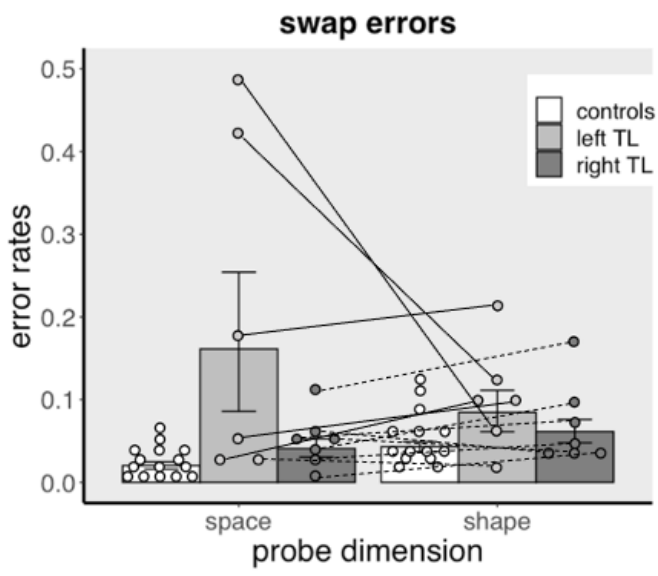 swap errors
0.5
0.4
0.3
0.2
0.1
0.0
error rates
controls
left TL
right TL
space
shape
probe dimension